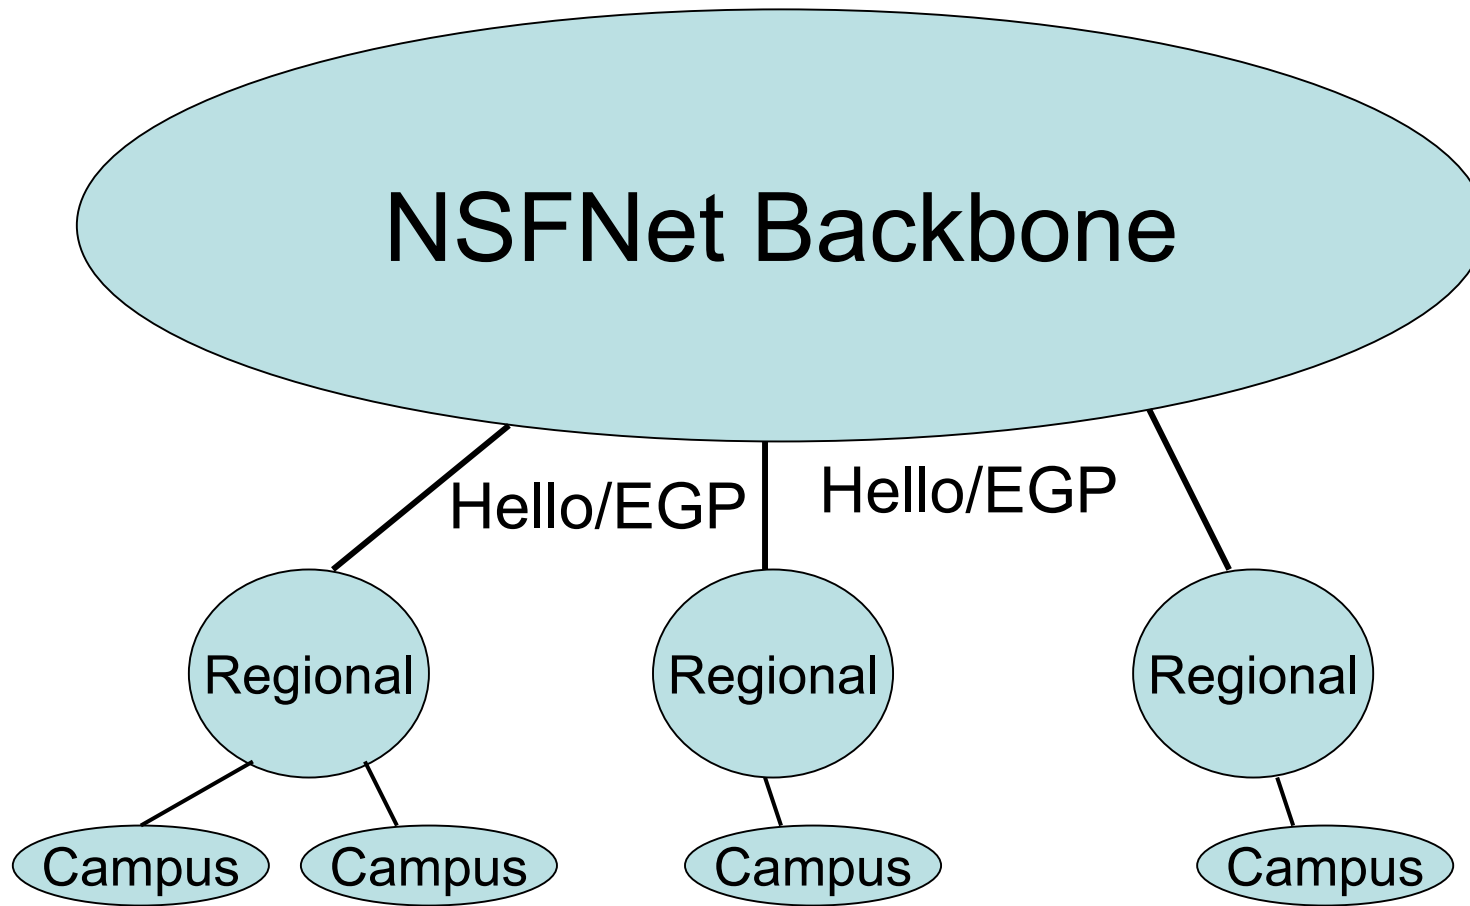 NSFNet Backbone
Hello/EGP
Hello/EGP
Regional
Regional
Regional
Campus
Campus
Campus
Campus